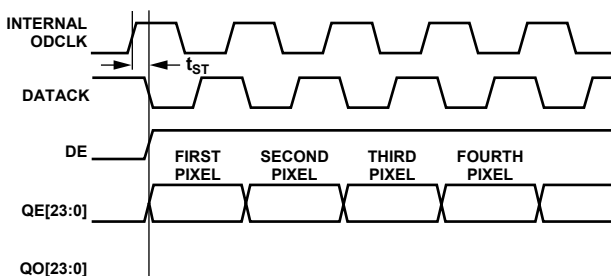 INTERNAL
ODCLK
tST
DATACK
DE
FIRST
PIXEL
SECOND
PIXEL
THIRD
PIXEL
FOURTH
PIXEL
QE[23:0]
QO[23:0]